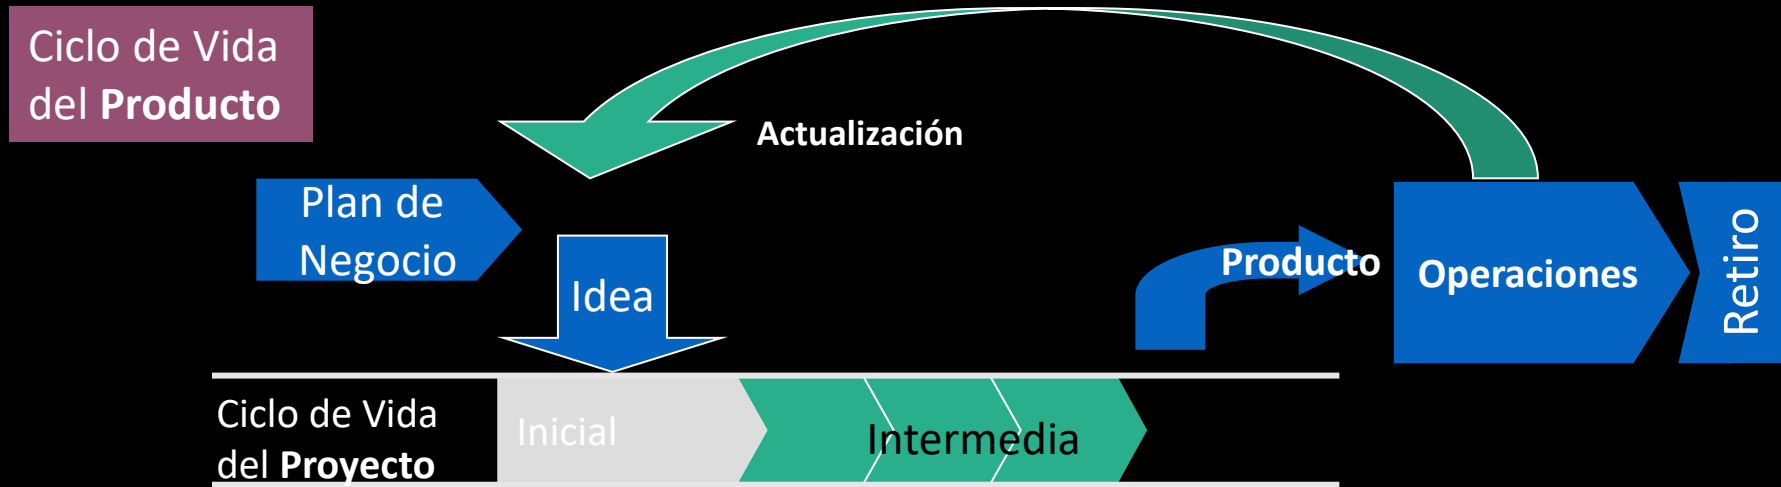 Ciclo de Vida
del Producto
Actualización
Plan de
Negocio
Idea
Producto
Operaciones
Retiro
Ciclo de Vida
del Proyecto
Inicial
Intermedia